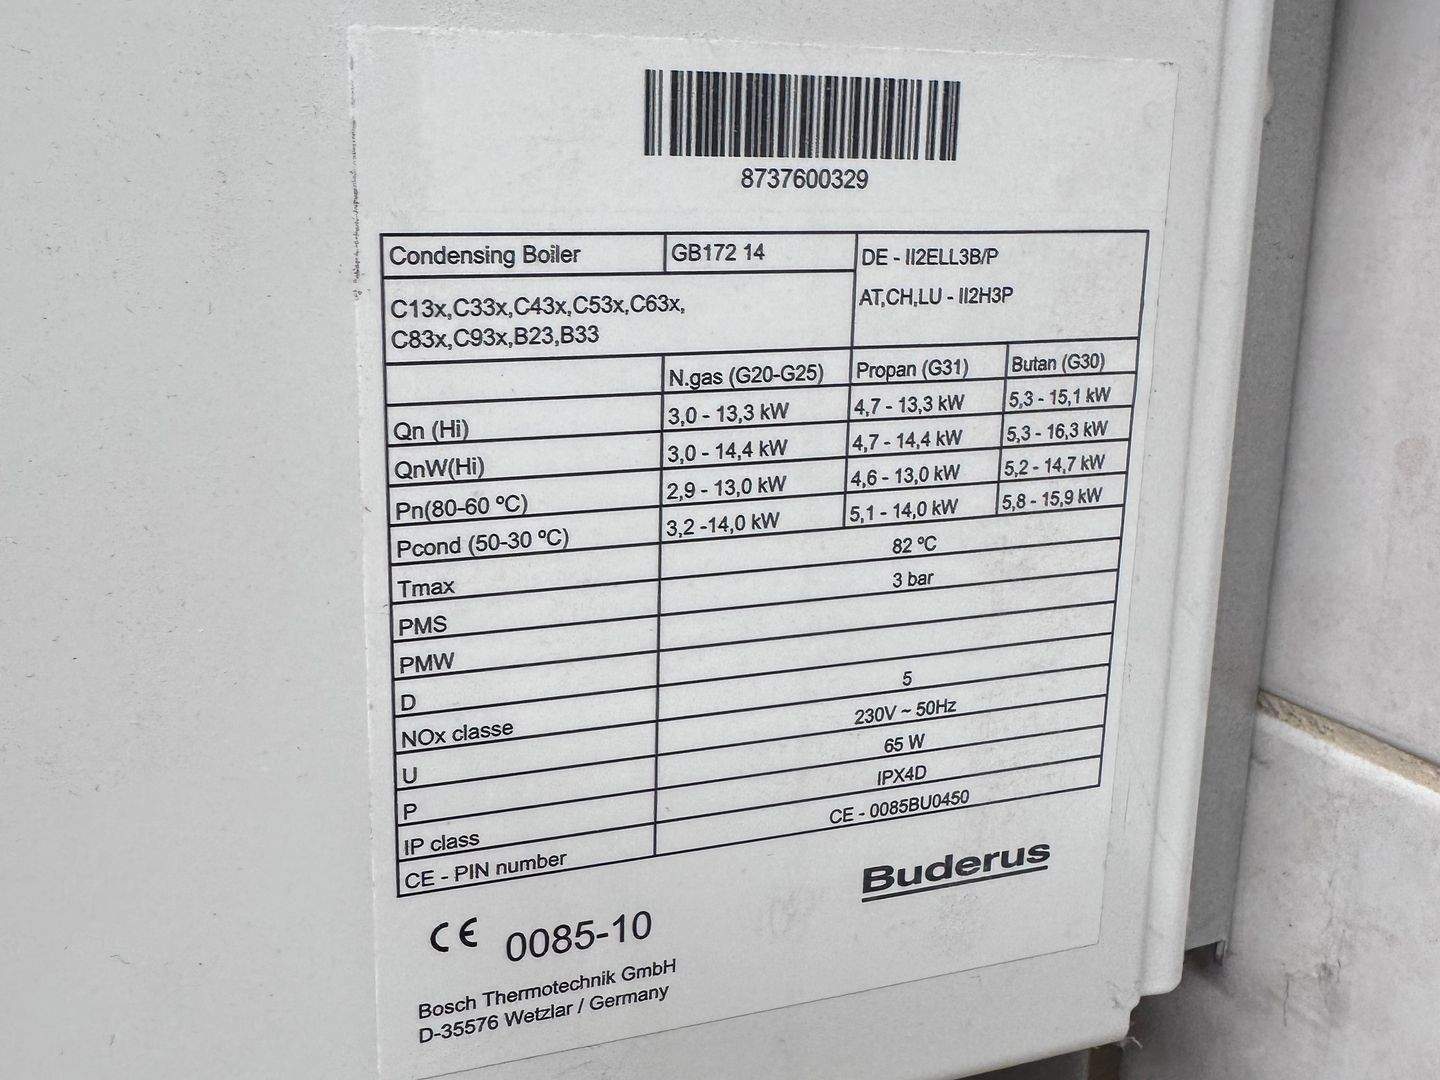 8737600329
Condensing Boiler GB172 14 DE - II2ELL3B/P
AT,CH,LU - II2H3P
C13x,C33x,C43x,C53x,C63x,
C83x,C93x,B23,B33
N.gas (G20-G25) Propan (G31) Butan (G30)
Qn (Hi) 3,0 - 13,3 kW 4,7 - 13,3 kW 5,3 - 15,1 kW
QnW(Hi) 3,0 - 14,4 kW 4,7 - 14,4 kW 5,3 - 16,3 kW
Pn(80-60 ºC) 2,9 - 13,0 kW 4,6 - 13,0 kW 5,2 - 14,7 kW
Pcond (50-30 ºC) 3,2 -14,0 kW 5,1 - 14,0 kW 5,8 - 15,9 kW
Tmax 82 ºC
PMS 3 bar
PMW
D
NOx classe 5
U 230V ~ 50Hz
P 65 W
IP class IPX4D
CE - PIN number CE - 0085BU0450
Buderus
CE 0085-10
Bosch Thermotechnik GmbH
D-35576 Wetzlar / Germany